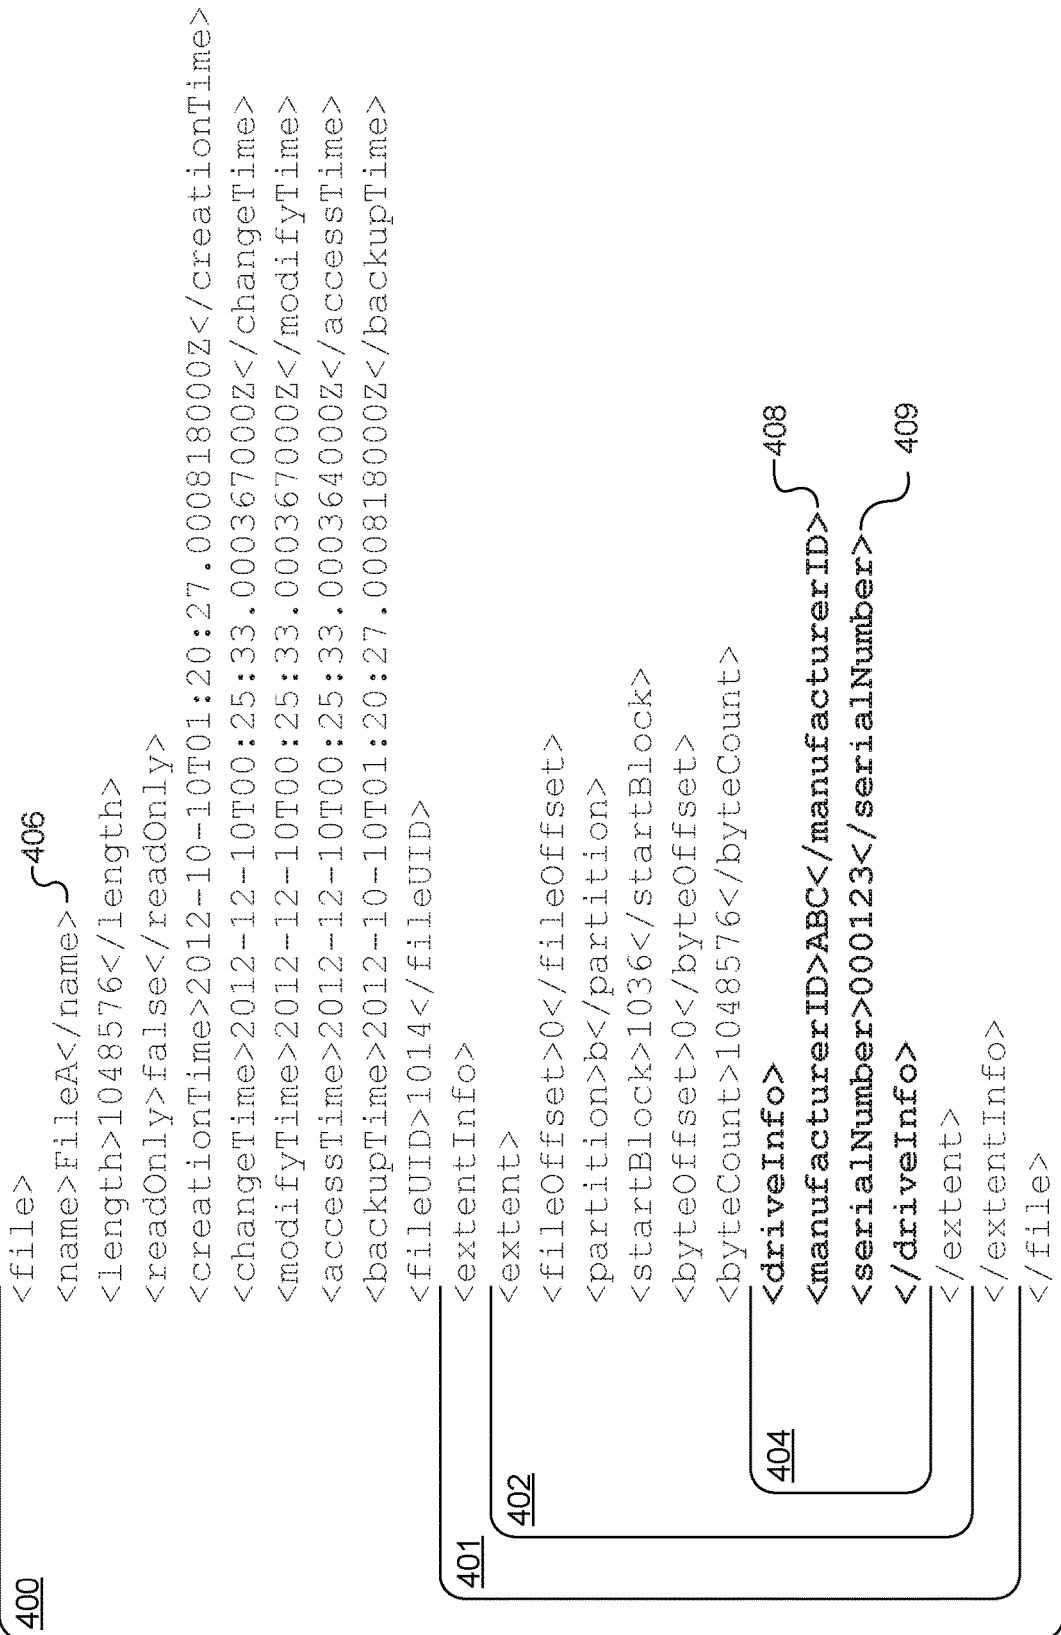 400
<file>
<name>FileA</name> 406
<length>1048576</length>
<readOnly>false</readOnly>
<creationTime>2012-10-10T01:20:27.000818000Z</creationTime>
<changeTime>2012-12-10T00:25:33.000367000Z</changeTime>
<modifyTime>2012-12-10T00:25:33.000367000Z</modifyTime>
<accessTime>2012-12-10T00:25:33.000364000Z</accessTime>
<backupTime>2012-10-10T01:20:27.000818000Z</backupTime>
<fileUID>1014</fileUID>
401
<extentInfo>
402
<extent>
<fileOffset>0</fileOffset>
<partition>b</partition>
<startBlock>1036</startBlock>
<byteOffset>0</byteOffset>
<byteCount>1048576</byteCount>
404
<driveInfo>
<manufacturerID>ABC</manufacturerID> 408
<serialNumber>000123</serialNumber> 409
</driveInfo>
</extent>
</extentInfo>
</file>